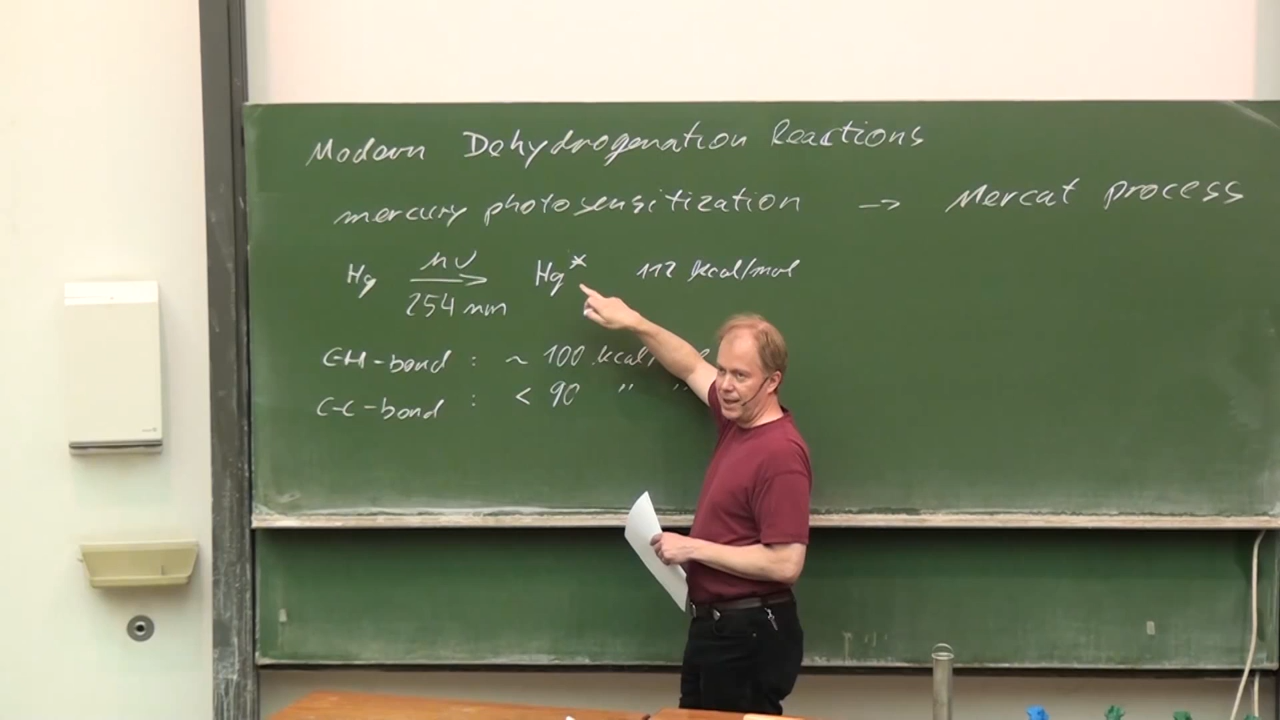 Modern Dehydrogenation Reactions
mercury photosensitization → Mercat process
Hg hν 254 nm → Hg* 112 kcal/mol
C-H-bond : ~ 100 kcal/
C-C-bond : < 90 " "